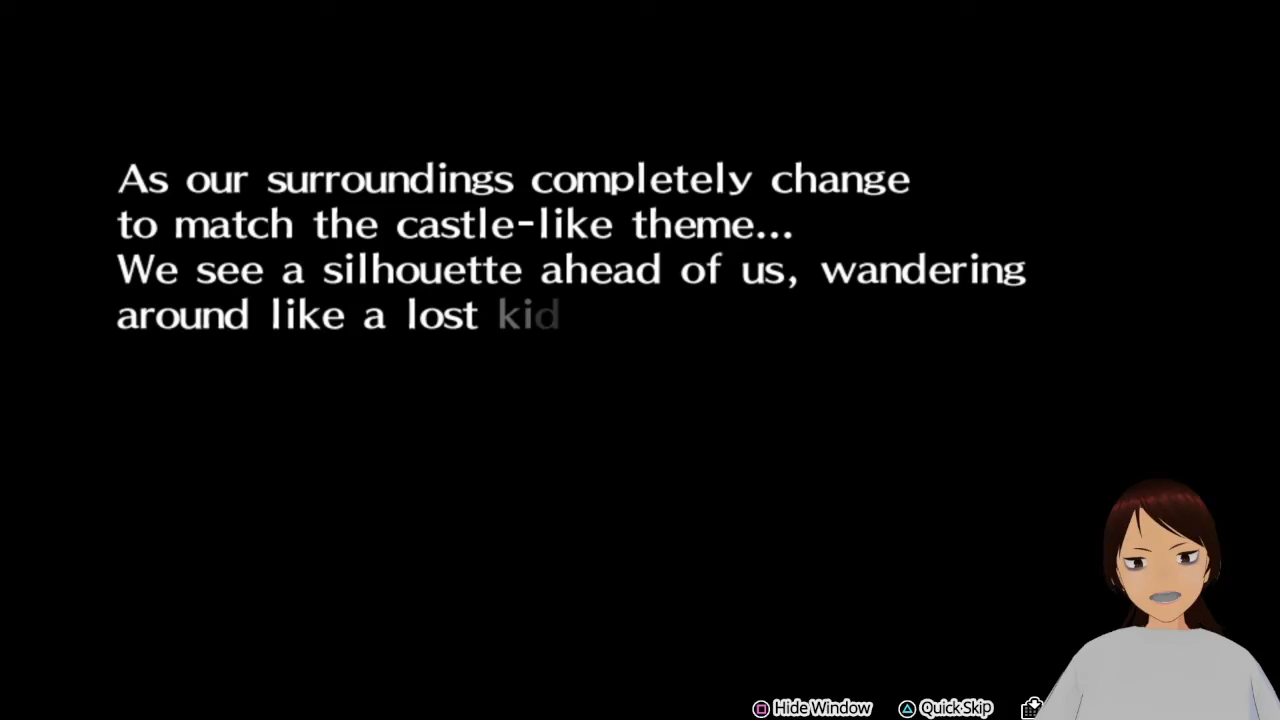 As our surroundings completely change
to match the castle-like theme...
We see a silhouette ahead of us, wandering
around like a lost kid
Hide Window
Quick Skip